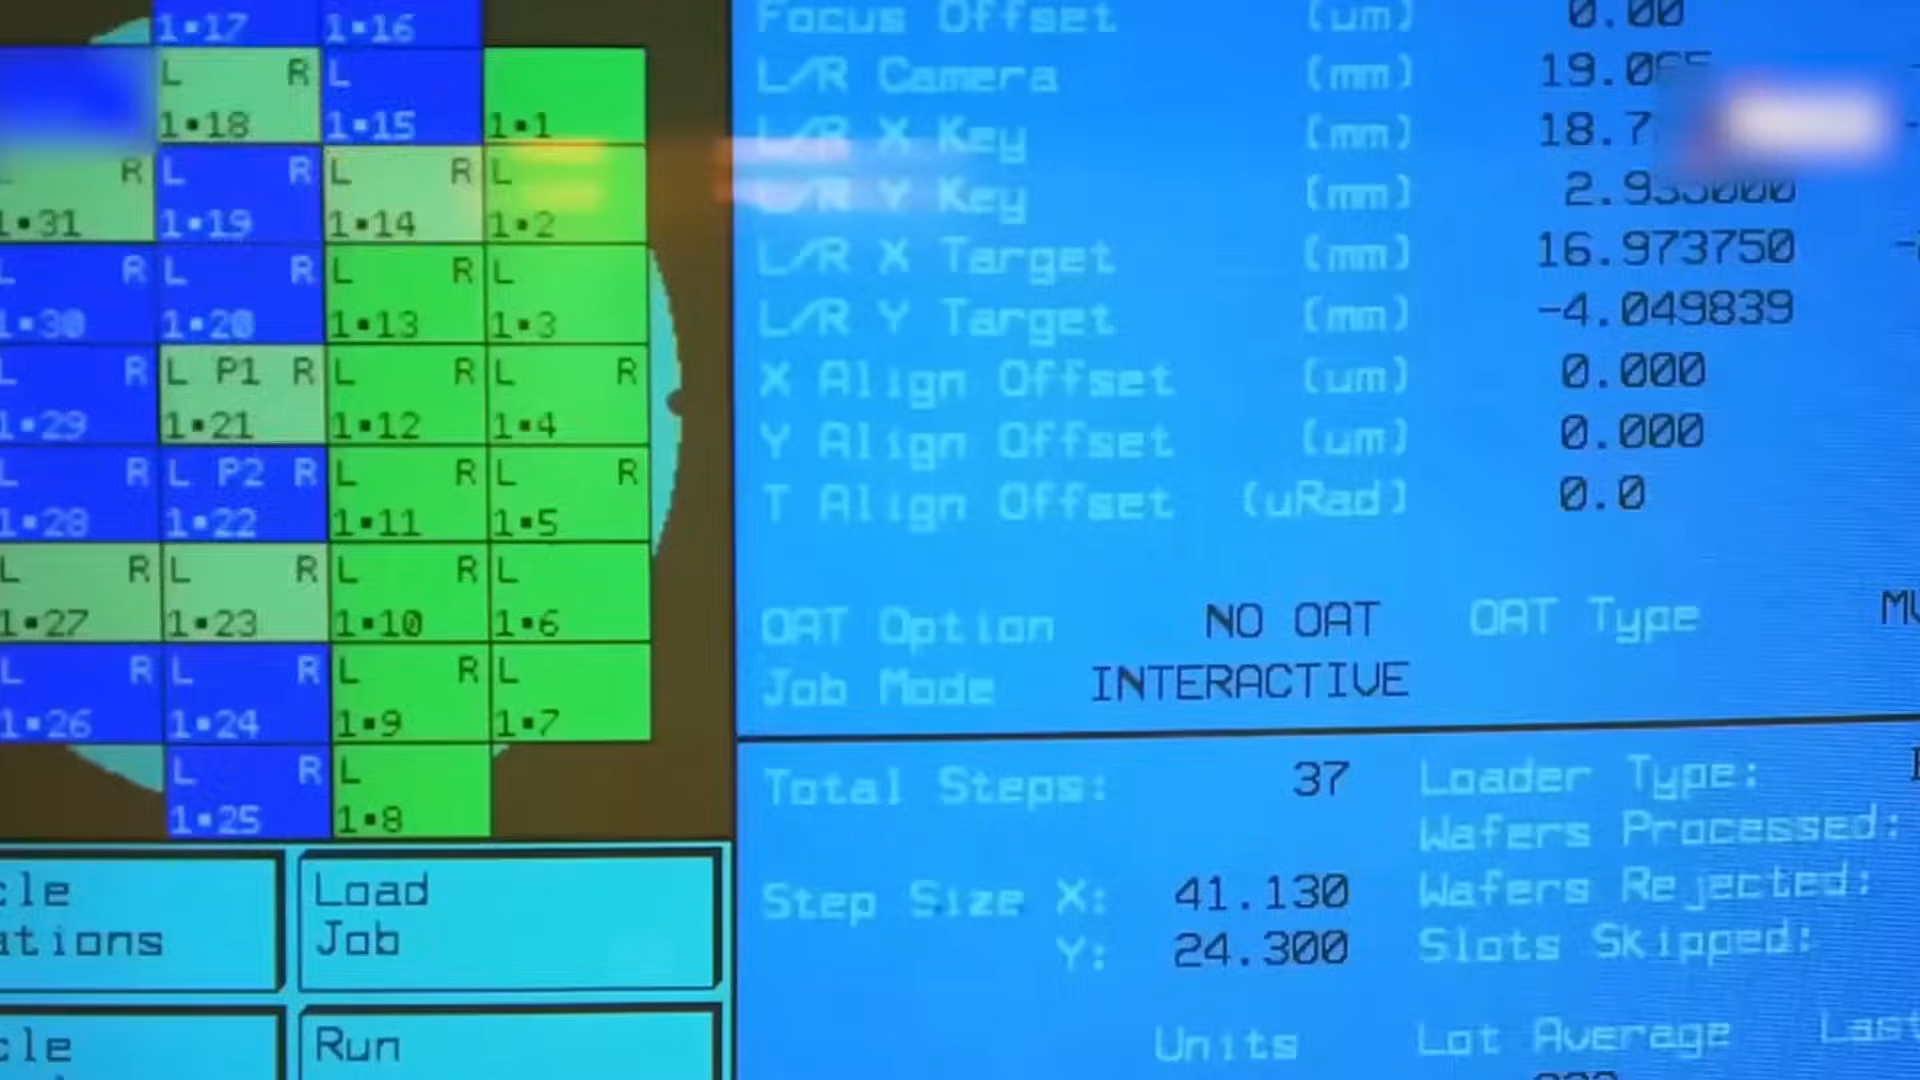 1▪17 1▪16
L R L
1▪18 1▪15 1▪1
R L R L R L
1▪31 1▪19 1▪14 1▪2
L R L R L R L
1▪30 1▪20 1▪13 1▪3
L R L P1 R L R L R
1▪29 1▪21 1▪12 1▪4
L R L P2 R L R L R
1▪28 1▪22 1▪11 1▪5
L R L R L R L
1▪27 1▪23 1▪10 1▪6
L R L R L R L
1▪26 1▪24 1▪9 1▪7
L R L
1▪25 1▪8
Load
Job
Run
Focus Offset (um) 0.00
L/R Camera (mm)
L/R X Key (mm) 18.7
L/R Y Key (mm)
L/R X Target (mm) 16.973750
L/R Y Target (mm) -4.049839
X Align Offset (um) 0.000
Y Align Offset (um) 0.000
T Align Offset (uRad) 0.0
OAT Option NO OAT OAT Type
Job Mode INTERACTIVE
Total Steps: 37 Loader Type:
Wafers Processed:
Step Size X: 41.130 Wafers Rejected:
Y: 24.300 Slots Skipped:
Units Lot Average Last